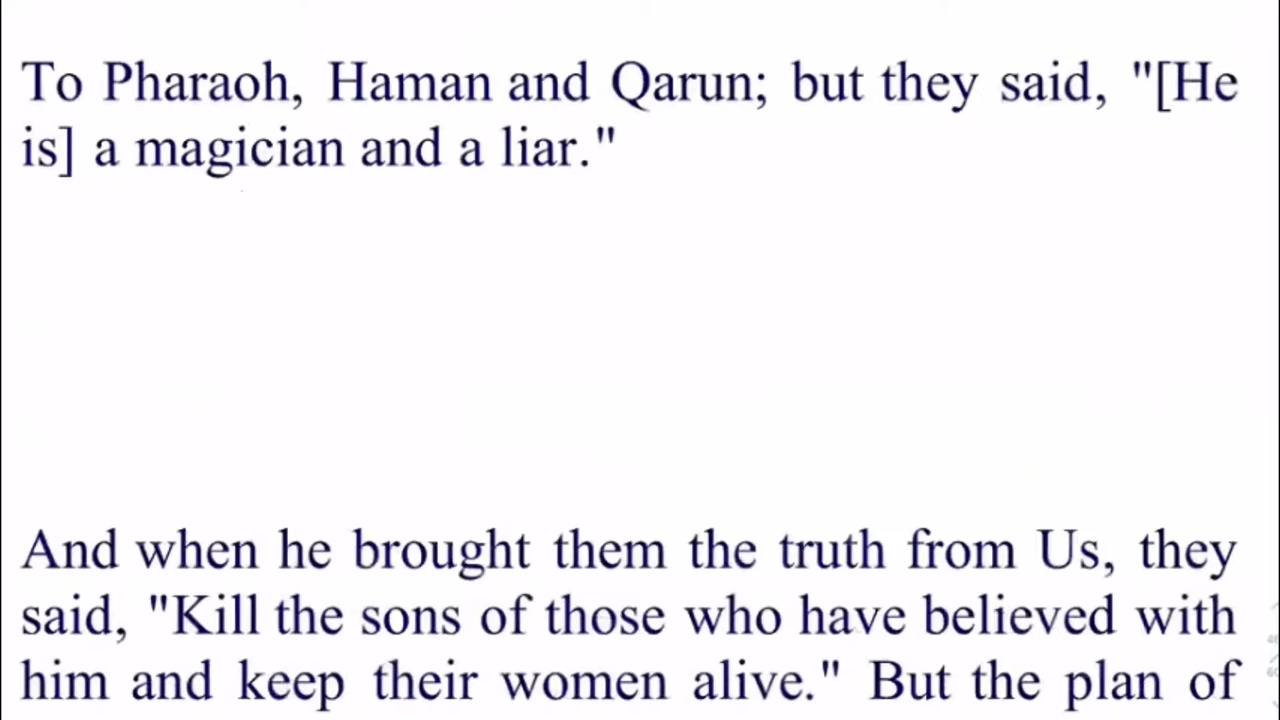 To Pharaoh, Haman and Qarun; but they said, "[He
is] a magician and a liar."
And when he brought them the truth from Us, they
said, "Kill the sons of those who have believed with
him and keep their women alive." But the plan of